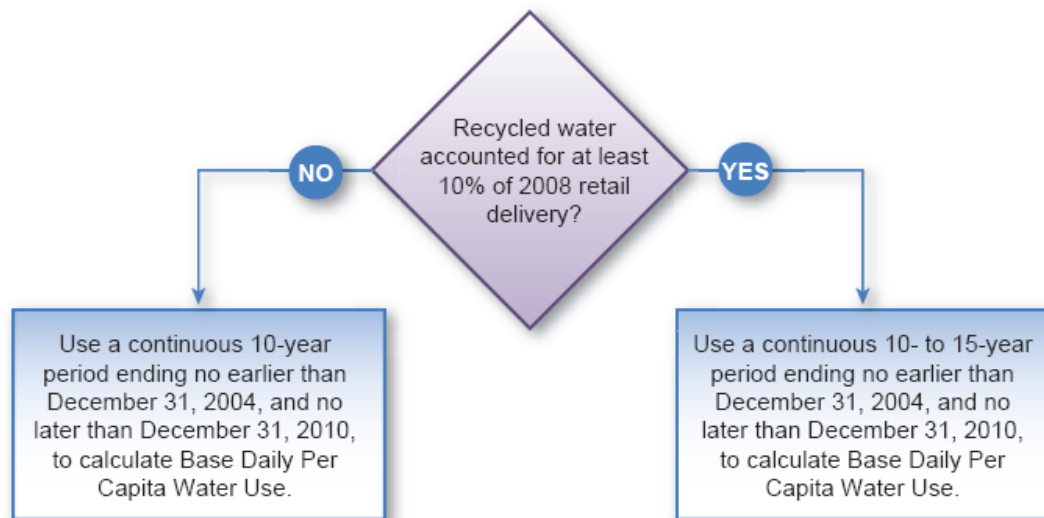 Recycled water
accounted for at least
10% of 2008 retail
delivery?
NO
YES
Use a continuous 10-year
period ending no earlier than
December 31, 2004, and no
later than December 31, 2010,
to calculate Base Daily Per
Capita Water Use.
Use a continuous 10- to 15-year
period ending no earlier than
December 31, 2004, and no
later than December 31, 2010,
to calculate Base Daily Per
Capita Water Use.